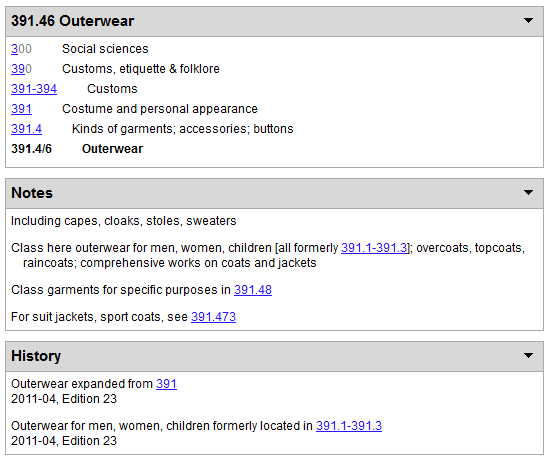 391.46 Outerwear
300 Social sciences
390 Customs, etiquette & folklore
391-394 Customs
391 Costume and personal appearance
391.4 Kinds of garments; accessories; buttons
391.4/6 Outerwear
Notes
Including capes, cloaks, stoles, sweaters
Class here outerwear for men, women, children [all formerly 391.1-391.3]; overcoats, topcoats,
raincoats; comprehensive works on coats and jackets
Class garments for specific purposes in 391.48
For suit jackets, sport coats, see 391.473
History
Outerwear expanded from 391
2011-04, Edition 23
Outerwear for men, women, children formerly located in 391.1-391.3
2011-04, Edition 23